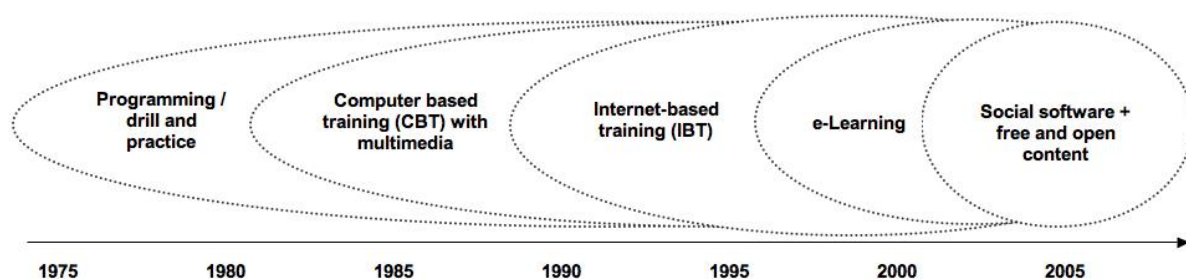 Programming /
drill and
practice
Computer based
training (CBT) with
multimedia
Internet-based
training (IBT)
e-Learning
Social software +
free and open
content
1975 1980 1985 1990 1995 2000 2005